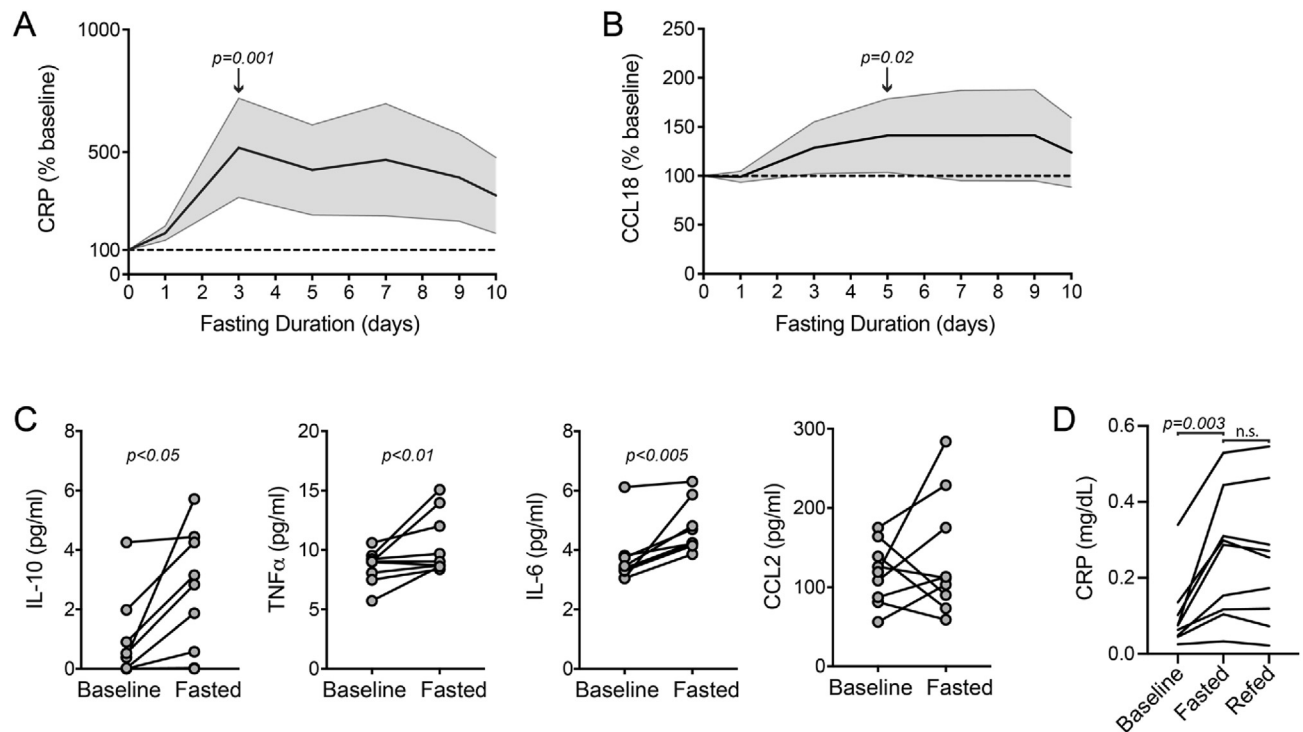 A
CRP (% baseline)
1000
500
100
0
p=0.001
0 1 2 3 4 5 6 7 8 9 10
Fasting Duration (days)
B
CCL18 (% baseline)
250
200
150
100
50
0
p=0.02
0 1 2 3 4 5 6 7 8 9 10
Fasting Duration (days)
C
IL-10 (pg/ml)
8
6
4
2
0
p<0.05
Baseline Fasted
TNFα (pg/ml)
20
15
10
5
0
p<0.01
Baseline Fasted
IL-6 (pg/ml)
8
6
4
2
0
p<0.005
Baseline Fasted
CCL2 (pg/ml)
300
200
100
0
Baseline Fasted
D
CRP (mg/dL)
0.6
0.4
0.2
0.0
p=0.003 n.s.
Baseline Fasted Refed